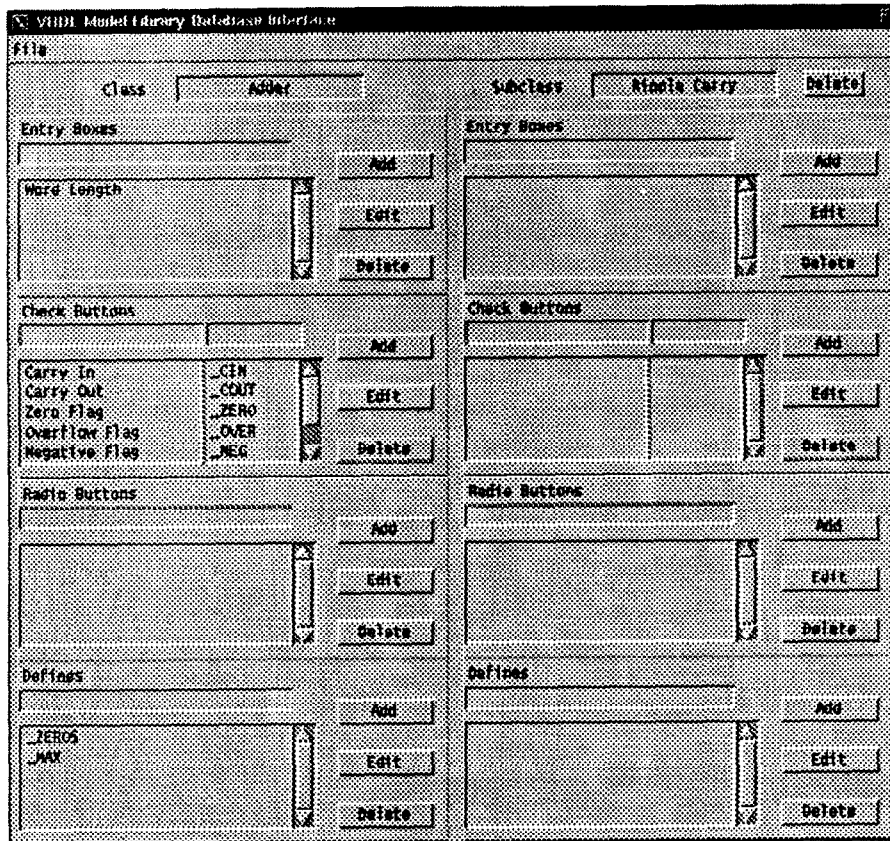 VHDL Model Library Database Interface
File
Class Adder Subclass Ripple Carry Delete
Entry Boxes
Add
Word Length
Edit
Delete
Check Buttons
Add
Carry In _CIN
Carry Out _COUT
Zero Flag _ZERO
Edit
Overflow Flag _OVER
Negative Flag _NEG
Delete
Radio Buttons
Add
Edit
Delete
Defines
Add
_ZEROS
_MAX
Edit
Delete
Entry Boxes
Add
Edit
Delete
Check Buttons
Add
Edit
Delete
Radio Buttons
Add
Edit
Delete
Defines
Add
Edit
Delete